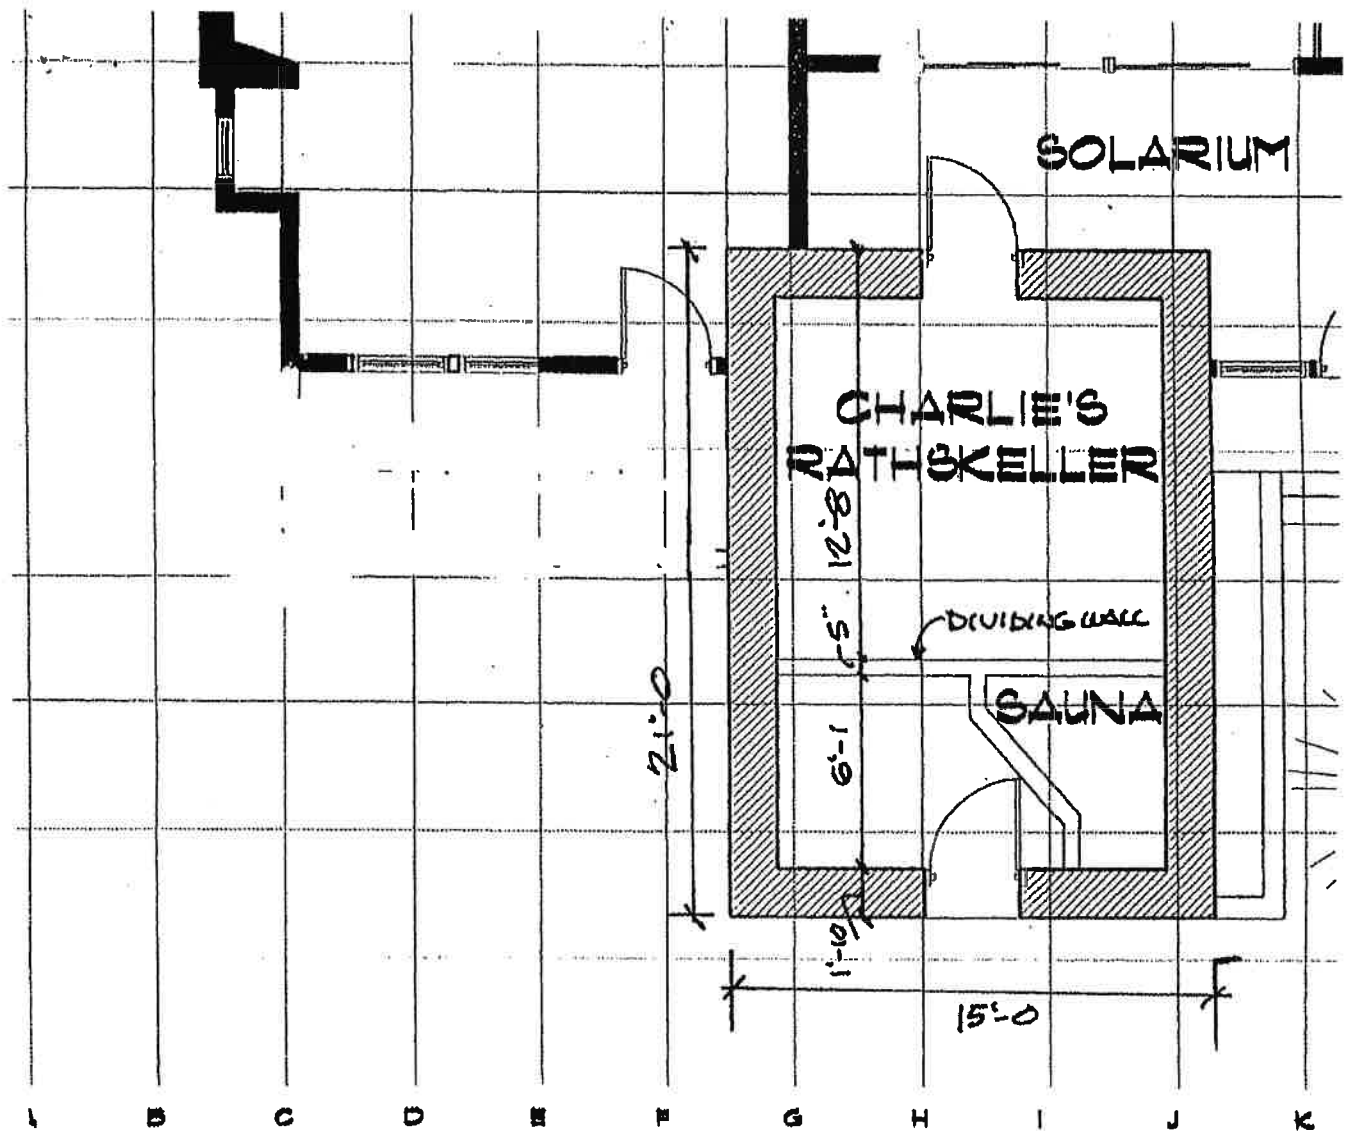 SOLARIUM
CHARLIE'S
RATHSKELLER
12'-8
5"
DIVIDING WALL
SAUNA
21'-0
6'-1
1'-10
15'-0
B C D E F G H I J K